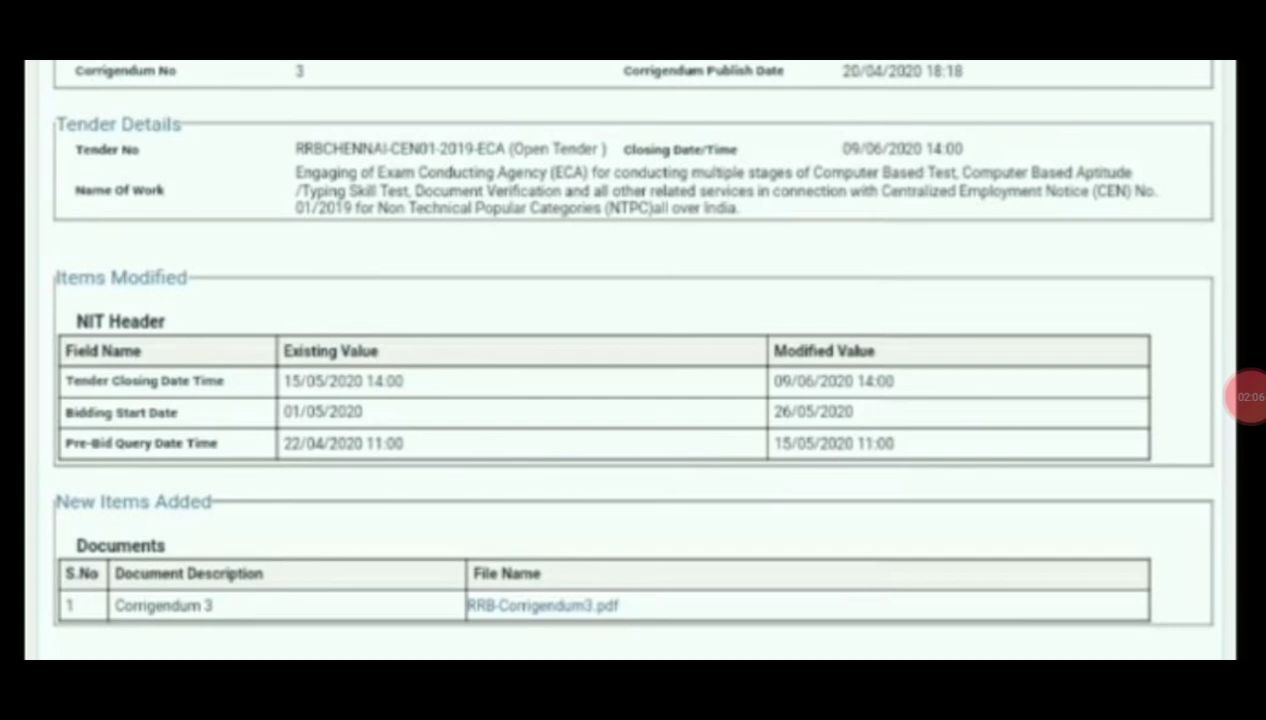 Corrigendum No 3 Corrigendum Publish Date 20/04/2020 18:18
Tender Details
Tender No RRBCHENNAI-CEN01-2019-ECA (Open Tender ) Closing Date/Time 09/06/2020 14:00
Name Of Work Engaging of Exam Conducting Agency (ECA) for conducting multiple stages of Computer Based Test, Computer Based Aptitude
/Typing Skill Test, Document Verification and all other related services in connection with Centralized Employment Notice (CEN) No.
01/2019 for Non Technical Popular Categories (NTPC)all over India.
Items Modified
NIT Header
Field Name Existing Value Modified Value
Tender Closing Date Time 15/05/2020 14:00 09/06/2020 14:00
Bidding Start Date 01/05/2020 26/05/2020
Pre-Bid Query Date Time 22/04/2020 11:00 15/05/2020 11:00
02:06
New Items Added
Documents
S.No Document Description File Name
1 Corrigendum 3 RRB-Corrigendum3.pdf